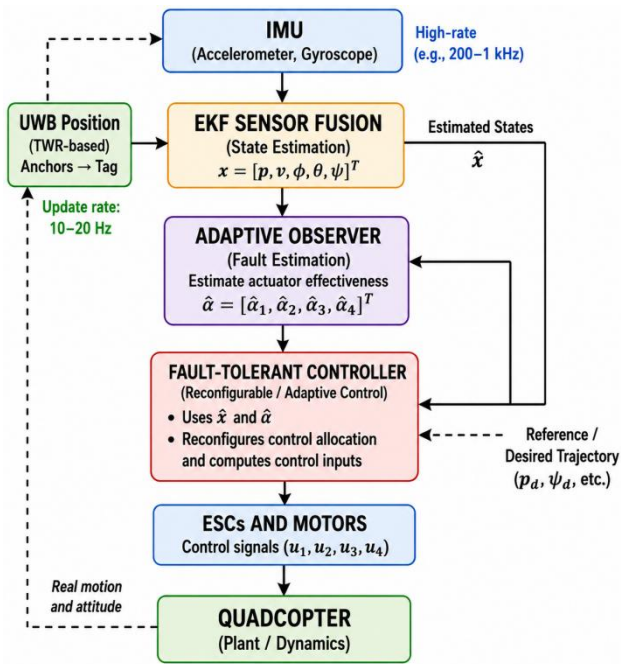 IMU
(Accelerometer, Gyroscope)
High-rate
(e.g., 200–1 kHz)
UWB Position
(TWR-based)
Anchors → Tag
Update rate:
10–20 Hz
EKF SENSOR FUSION
(State Estimation)
x = [p, v, ϕ, θ, ψ]ᵀ
Estimated States
x̂
ADAPTIVE OBSERVER
(Fault Estimation)
Estimate actuator effectiveness
α̂ = [α̂₁, α̂₂, α̂₃, α̂₄]ᵀ
FAULT-TOLERANT CONTROLLER
(Reconfigurable / Adaptive Control)
• Uses x̂ and α̂
• Reconfigures control allocation
and computes control inputs
Reference /
Desired Trajectory
(p_d, ψ_d, etc.)
ESCs AND MOTORS
Control signals (u₁, u₂, u₃, u₄)
Real motion
and attitude
QUADCOPTER
(Plant / Dynamics)